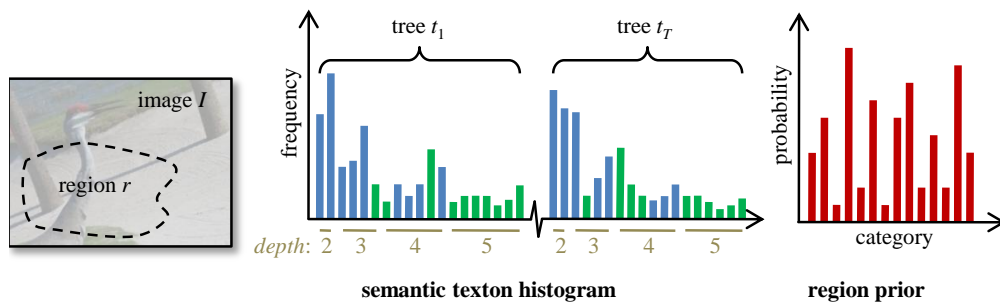 image I
region r
frequency
tree t1
tree tT
depth: 2 3 4 5 2 3 4 5
semantic texton histogram
probability
category
region prior